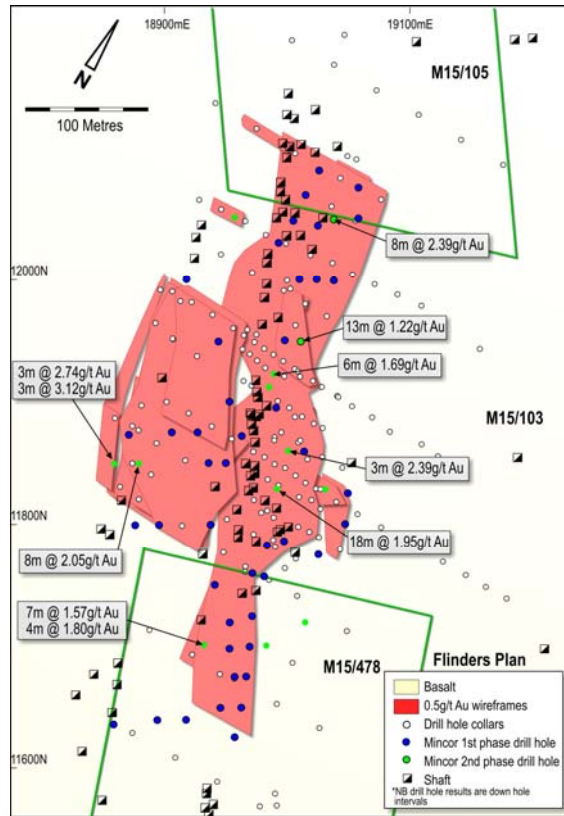 18900mE
19100mE
M15/105
N
100 Metres
8m @ 2.39g/t Au
12000N
13m @ 1.22g/t Au
3m @ 2.74g/t Au
3m @ 3.12g/t Au
6m @ 1.69g/t Au
M15/103
3m @ 2.39g/t Au
11800N
18m @ 1.95g/t Au
8m @ 2.05g/t Au
7m @ 1.57g/t Au
4m @ 1.80g/t Au
M15/478
Flinders Plan
Basalt
0.5g/t Au wireframes
Drill hole collars
Mincor 1st phase drill hole
Mincor 2nd phase drill hole
Shaft
*NB drill hole results are down hole
intervals
11600N